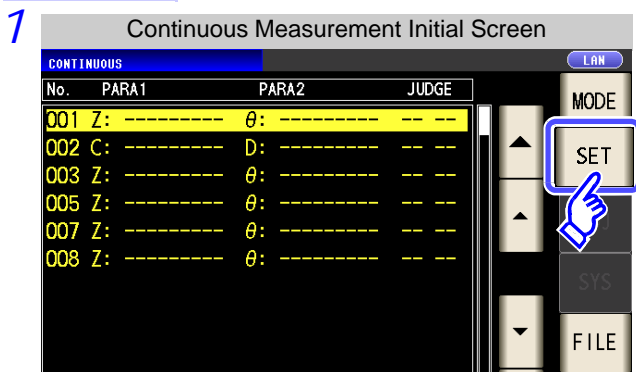 1
Continuous Measurement Initial Screen
CONTINUOUS LAN
No. PARA1 PARA2 JUDGE
MODE
001 Z: --------- θ: --------- -- --
002 C: --------- D: --------- -- --
SET
003 Z: --------- θ: --------- -- --
005 Z: --------- θ: --------- -- --
007 Z: --------- θ: --------- -- --
008 Z: --------- θ: --------- -- --
SYS
FILE